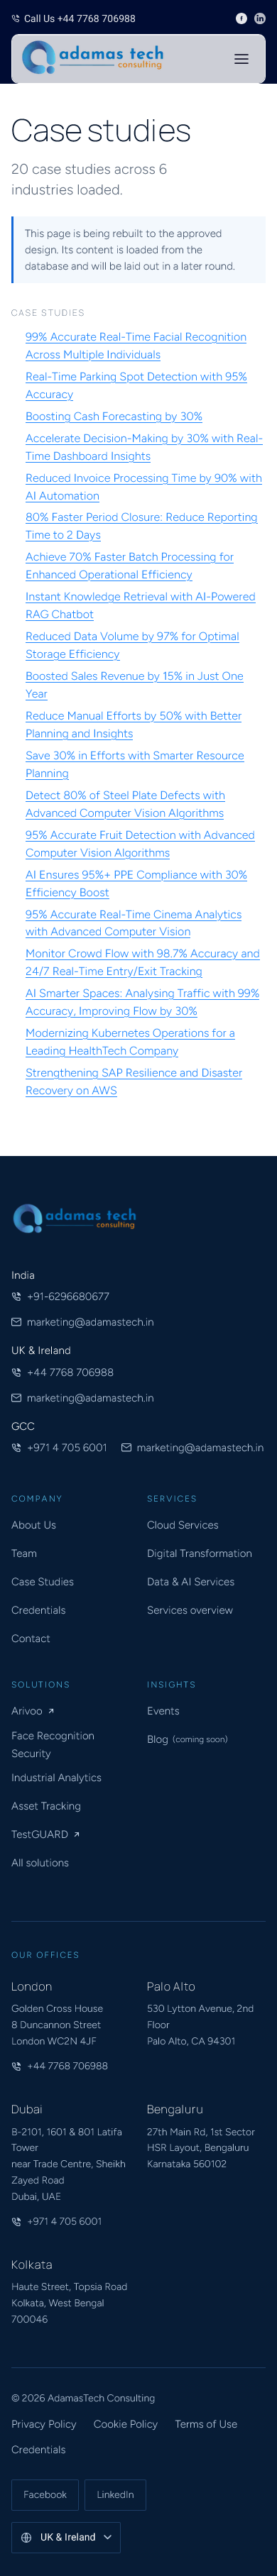 Call Us +44 7768 706988
adamas tech
consulting
Case studies
20 case studies across 6
industries loaded.
This page is being rebuilt to the approved
design. Its content is loaded from the
database and will be laid out in a later round.
CASE STUDIES
99% Accurate Real-Time Facial Recognition
Across Multiple Individuals
Real-Time Parking Spot Detection with 95%
Accuracy
Boosting Cash Forecasting by 30%
Accelerate Decision-Making by 30% with Real-
Time Dashboard Insights
Reduced Invoice Processing Time by 90% with
AI Automation
80% Faster Period Closure: Reduce Reporting
Time to 2 Days
Achieve 70% Faster Batch Processing for
Enhanced Operational Efficiency
Instant Knowledge Retrieval with AI-Powered
RAG Chatbot
Reduced Data Volume by 97% for Optimal
Storage Efficiency
Boosted Sales Revenue by 15% in Just One
Year
Reduce Manual Efforts by 50% with Better
Planning and Insights
Save 30% in Efforts with Smarter Resource
Planning
Detect 80% of Steel Plate Defects with
Advanced Computer Vision Algorithms
95% Accurate Fruit Detection with Advanced
Computer Vision Algorithms
AI Ensures 95%+ PPE Compliance with 30%
Efficiency Boost
95% Accurate Real-Time Cinema Analytics
with Advanced Computer Vision
Monitor Crowd Flow with 98.7% Accuracy and
24/7 Real-Time Entry/Exit Tracking
AI Smarter Spaces: Analysing Traffic with 99%
Accuracy, Improving Flow by 30%
Modernizing Kubernetes Operations for a
Leading HealthTech Company
Strengthening SAP Resilience and Disaster
Recovery on AWS
adamas tech
consulting
India
+91-6296680677
marketing@adamastech.in
UK & Ireland
+44 7768 706988
marketing@adamastech.in
GCC
+971 4 705 6001 marketing@adamastech.in
COMPANY
About Us
Team
Case Studies
Credentials
Contact
SERVICES
Cloud Services
Digital Transformation
Data & AI Services
Services overview
SOLUTIONS
Arivoo
Face Recognition
Security
Industrial Analytics
Asset Tracking
TestGUARD
All solutions
INSIGHTS
Events
Blog (coming soon)
OUR OFFICES
London
Golden Cross House
8 Duncannon Street
London WC2N 4JF
+44 7768 706988
Palo Alto
530 Lytton Avenue, 2nd
Floor
Palo Alto, CA 94301
Dubai
B-2101, 1601 & 801 Latifa
Tower
near Trade Centre, Sheikh
Zayed Road
Dubai, UAE
+971 4 705 6001
Bengaluru
27th Main Rd, 1st Sector
HSR Layout, Bengaluru
Karnataka 560102
Kolkata
Haute Street, Topsia Road
Kolkata, West Bengal
700046
© 2026 AdamasTech Consulting
Privacy Policy Cookie Policy Terms of Use
Credentials
Facebook LinkedIn
UK & Ireland